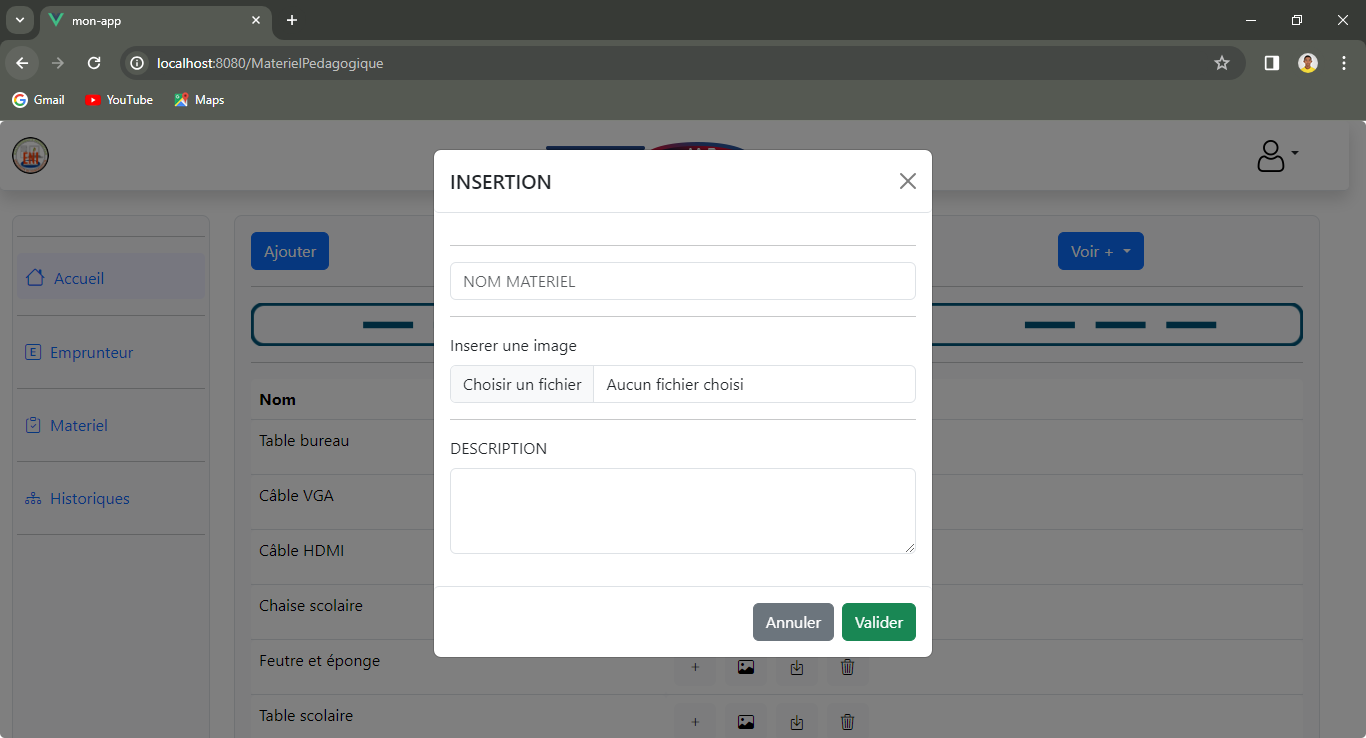 mon-app
localhost:8080/MaterielPedagogique
Gmail
YouTube
Maps
INSERTION
Ajouter
Voir +
Accueil
NOM MATERIEL
Emprunteur
Inserer une image
Choisir un fichier
Aucun fichier choisi
Nom
Materiel
Table bureau
DESCRIPTION
Historiques
Câble VGA
Câble HDMI
Chaise scolaire
Annuler
Valider
Feutre et éponge
+
Table scolaire
+